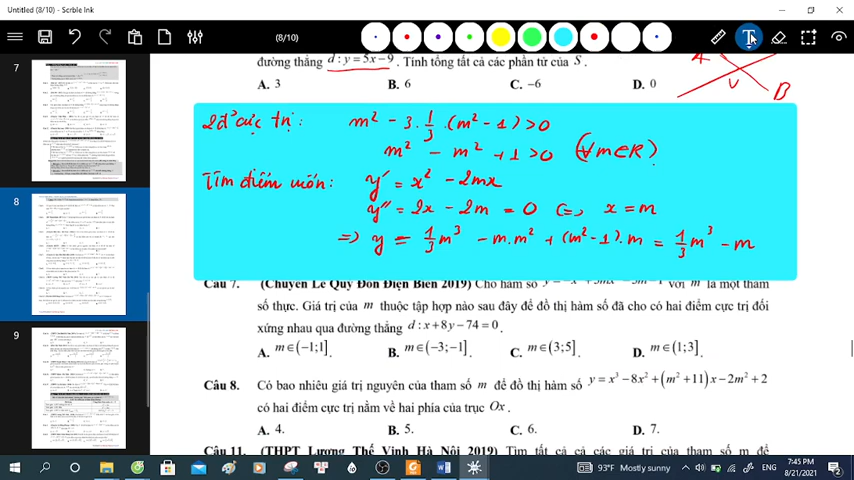 Untitled (8/10) - Scrble Ink
(8/10)
7
8
9
đường thẳng d : y = 5x − 9 . Tính tổng tất cả các phần tử của S .
A. 3 B. 6 C. −6 D. 0
A
B
2đ' cực trị: m² − 3. 1/3 .(m² − 1) > 0
m² − m² + 1 > 0 (∀m∈R)
Tìm điểm uốn: y' = x² − 2mx
y'' = 2x − 2m = 0 (=) x = m
=> y = 1/3 m³ − m.m² + (m² − 1).m = 1/3 m³ − m
Câu 7. (Chuyên Lê Quý Đôn Điện Biên 2019) Cho hàm số với m là một tham
số thực. Giá trị của m thuộc tập hợp nào sau đây để đồ thị hàm số đã cho có hai điểm cực trị đối
xứng nhau qua đường thẳng d : x + 8y − 74 = 0 .
A. m∈(−1;1]. B. m∈(−3;−1]. C. m∈(3;5]. D. m∈(1;3].
Câu 8. Có bao nhiêu giá trị nguyên của tham số m để đồ thị hàm số y = x³ − 8x² + (m² + 11)x − 2m² + 2
có hai điểm cực trị nằm về hai phía của trục Ox .
A. 4. B. 5. C. 6. D. 7.
Câu 11. (THPT Lương Thế Vinh Hà Nội 2019) Tìm tất cả các giá trị của tham số m để
93°F Mostly sunny
ENG
7:45 PM
8/21/2021